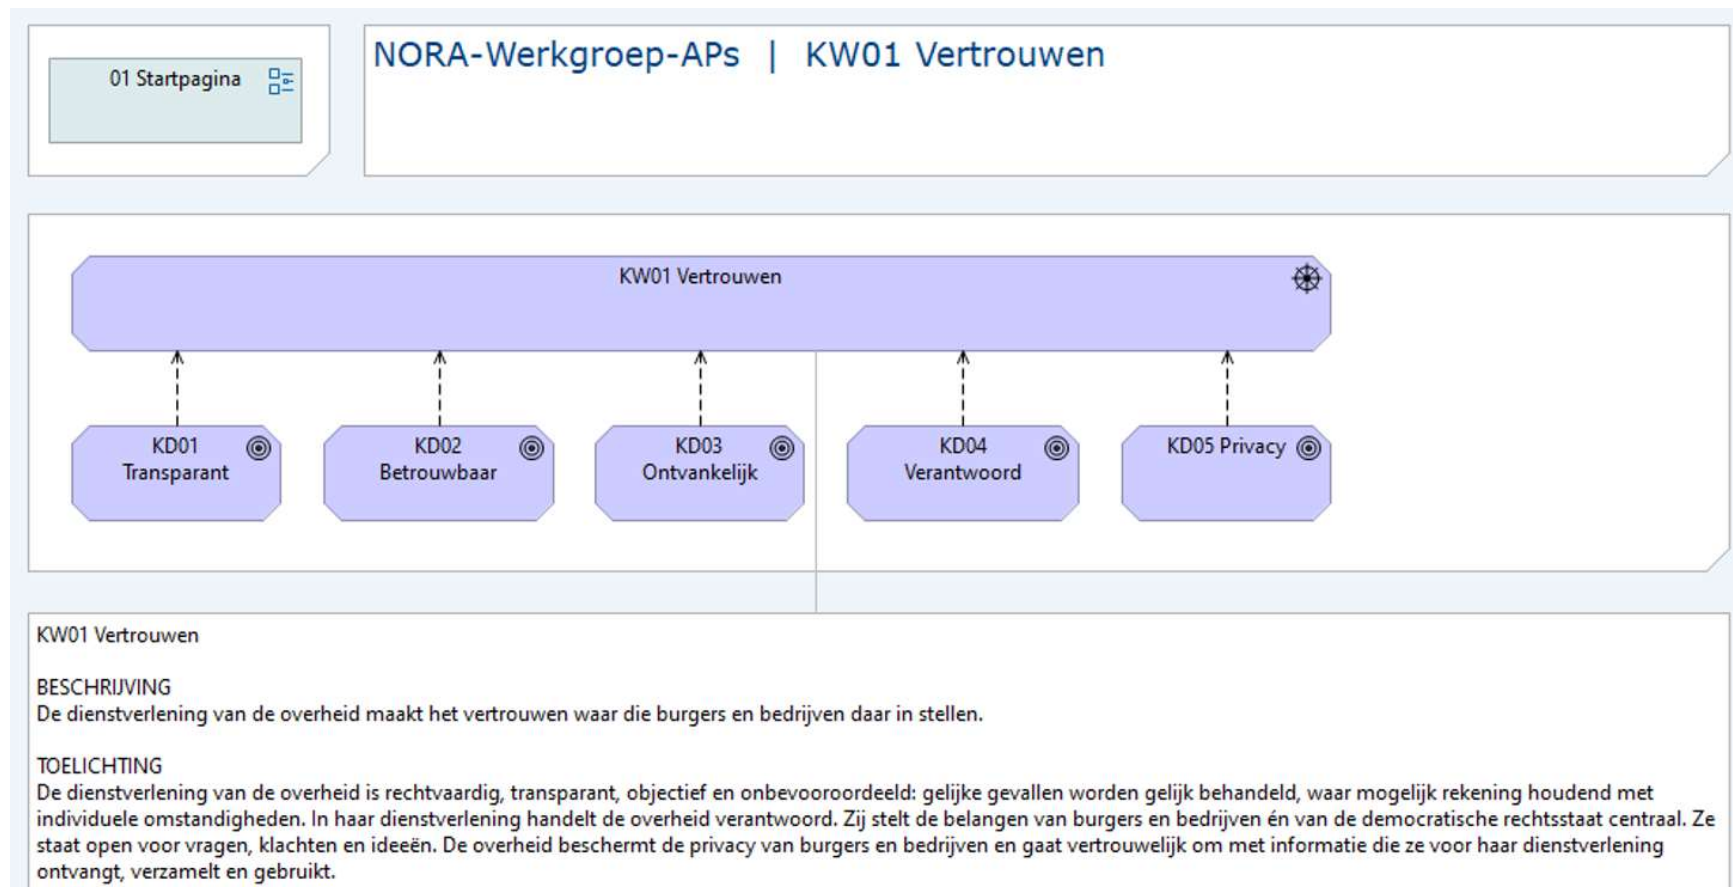 01 Startpagina
NORA-Werkgroep-APs | KW01 Vertrouwen
KW01 Vertrouwen
KD01
Transparant
KD02
Betrouwbaar
KD03
Ontvankelijk
KD04
Verantwoord
KD05 Privacy
KW01 Vertrouwen
BESCHRIJVING
De dienstverlening van de overheid maakt het vertrouwen waar die burgers en bedrijven daar in stellen.
TOELICHTING
De dienstverlening van de overheid is rechtvaardig, transparant, objectief en onbevooroordeeld: gelijke gevallen worden gelijk behandeld, waar mogelijk rekening houdend met
individuele omstandigheden. In haar dienstverlening handelt de overheid verantwoord. Zij stelt de belangen van burgers en bedrijven én van de democratische rechtsstaat centraal. Ze
staat open voor vragen, klachten en ideeën. De overheid beschermt de privacy van burgers en bedrijven en gaat vertrouwelijk om met informatie die ze voor haar dienstverlening
ontvangt, verzamelt en gebruikt.